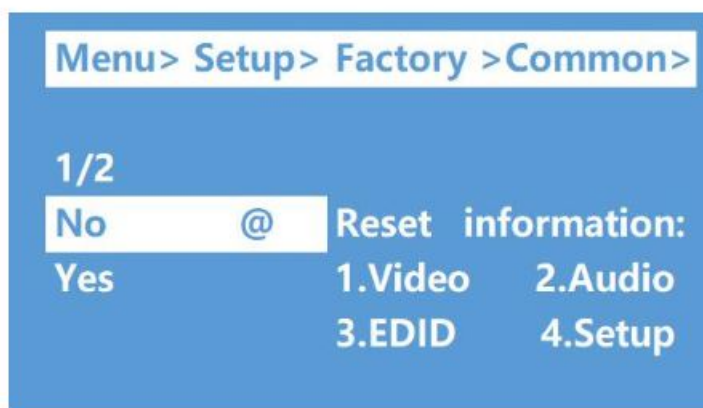 Menu> Setup> Factory >Common>
1/2
No @ Reset information:
Yes 1.Video 2.Audio
3.EDID 4.Setup